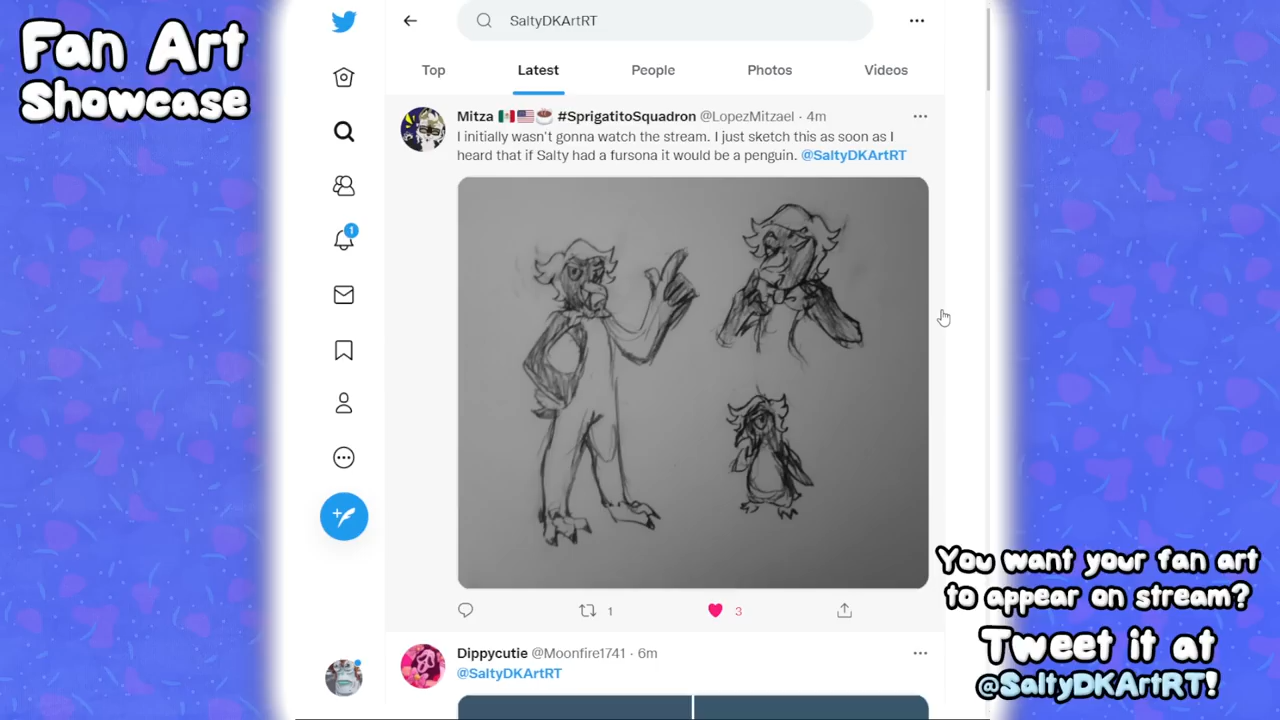 Fan Art
Showcase
SaltyDKArtRT
Top
Latest
People
Photos
Videos
Mitza 🇲🇽🇺🇸☕ #SprigatitoSquadron @LopezMitzael · 4m
I initially wasn't gonna watch the stream. I just sketch this as soon as I
heard that if Salty had a fursona it would be a penguin. @SaltyDKArtRT
1
1
3
Dippycutie @Moonfire1741 · 6m
@SaltyDKArtRT
You want your fan art
to appear on stream?
Tweet it at
@SaltyDKArtRT!